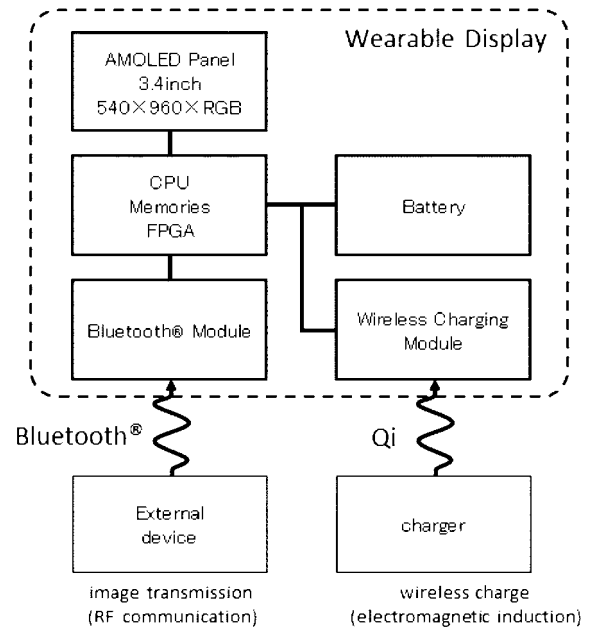 Wearable Display
AMOLED Panel
3.4inch
540×960×RGB
CPU
Memories
FPGA
Battery
Bluetooth® Module
Wireless Charging
Module
Bluetooth®
Qi
External
device
charger
image transmission
(RF communication)
wireless charge
(electromagnetic induction)